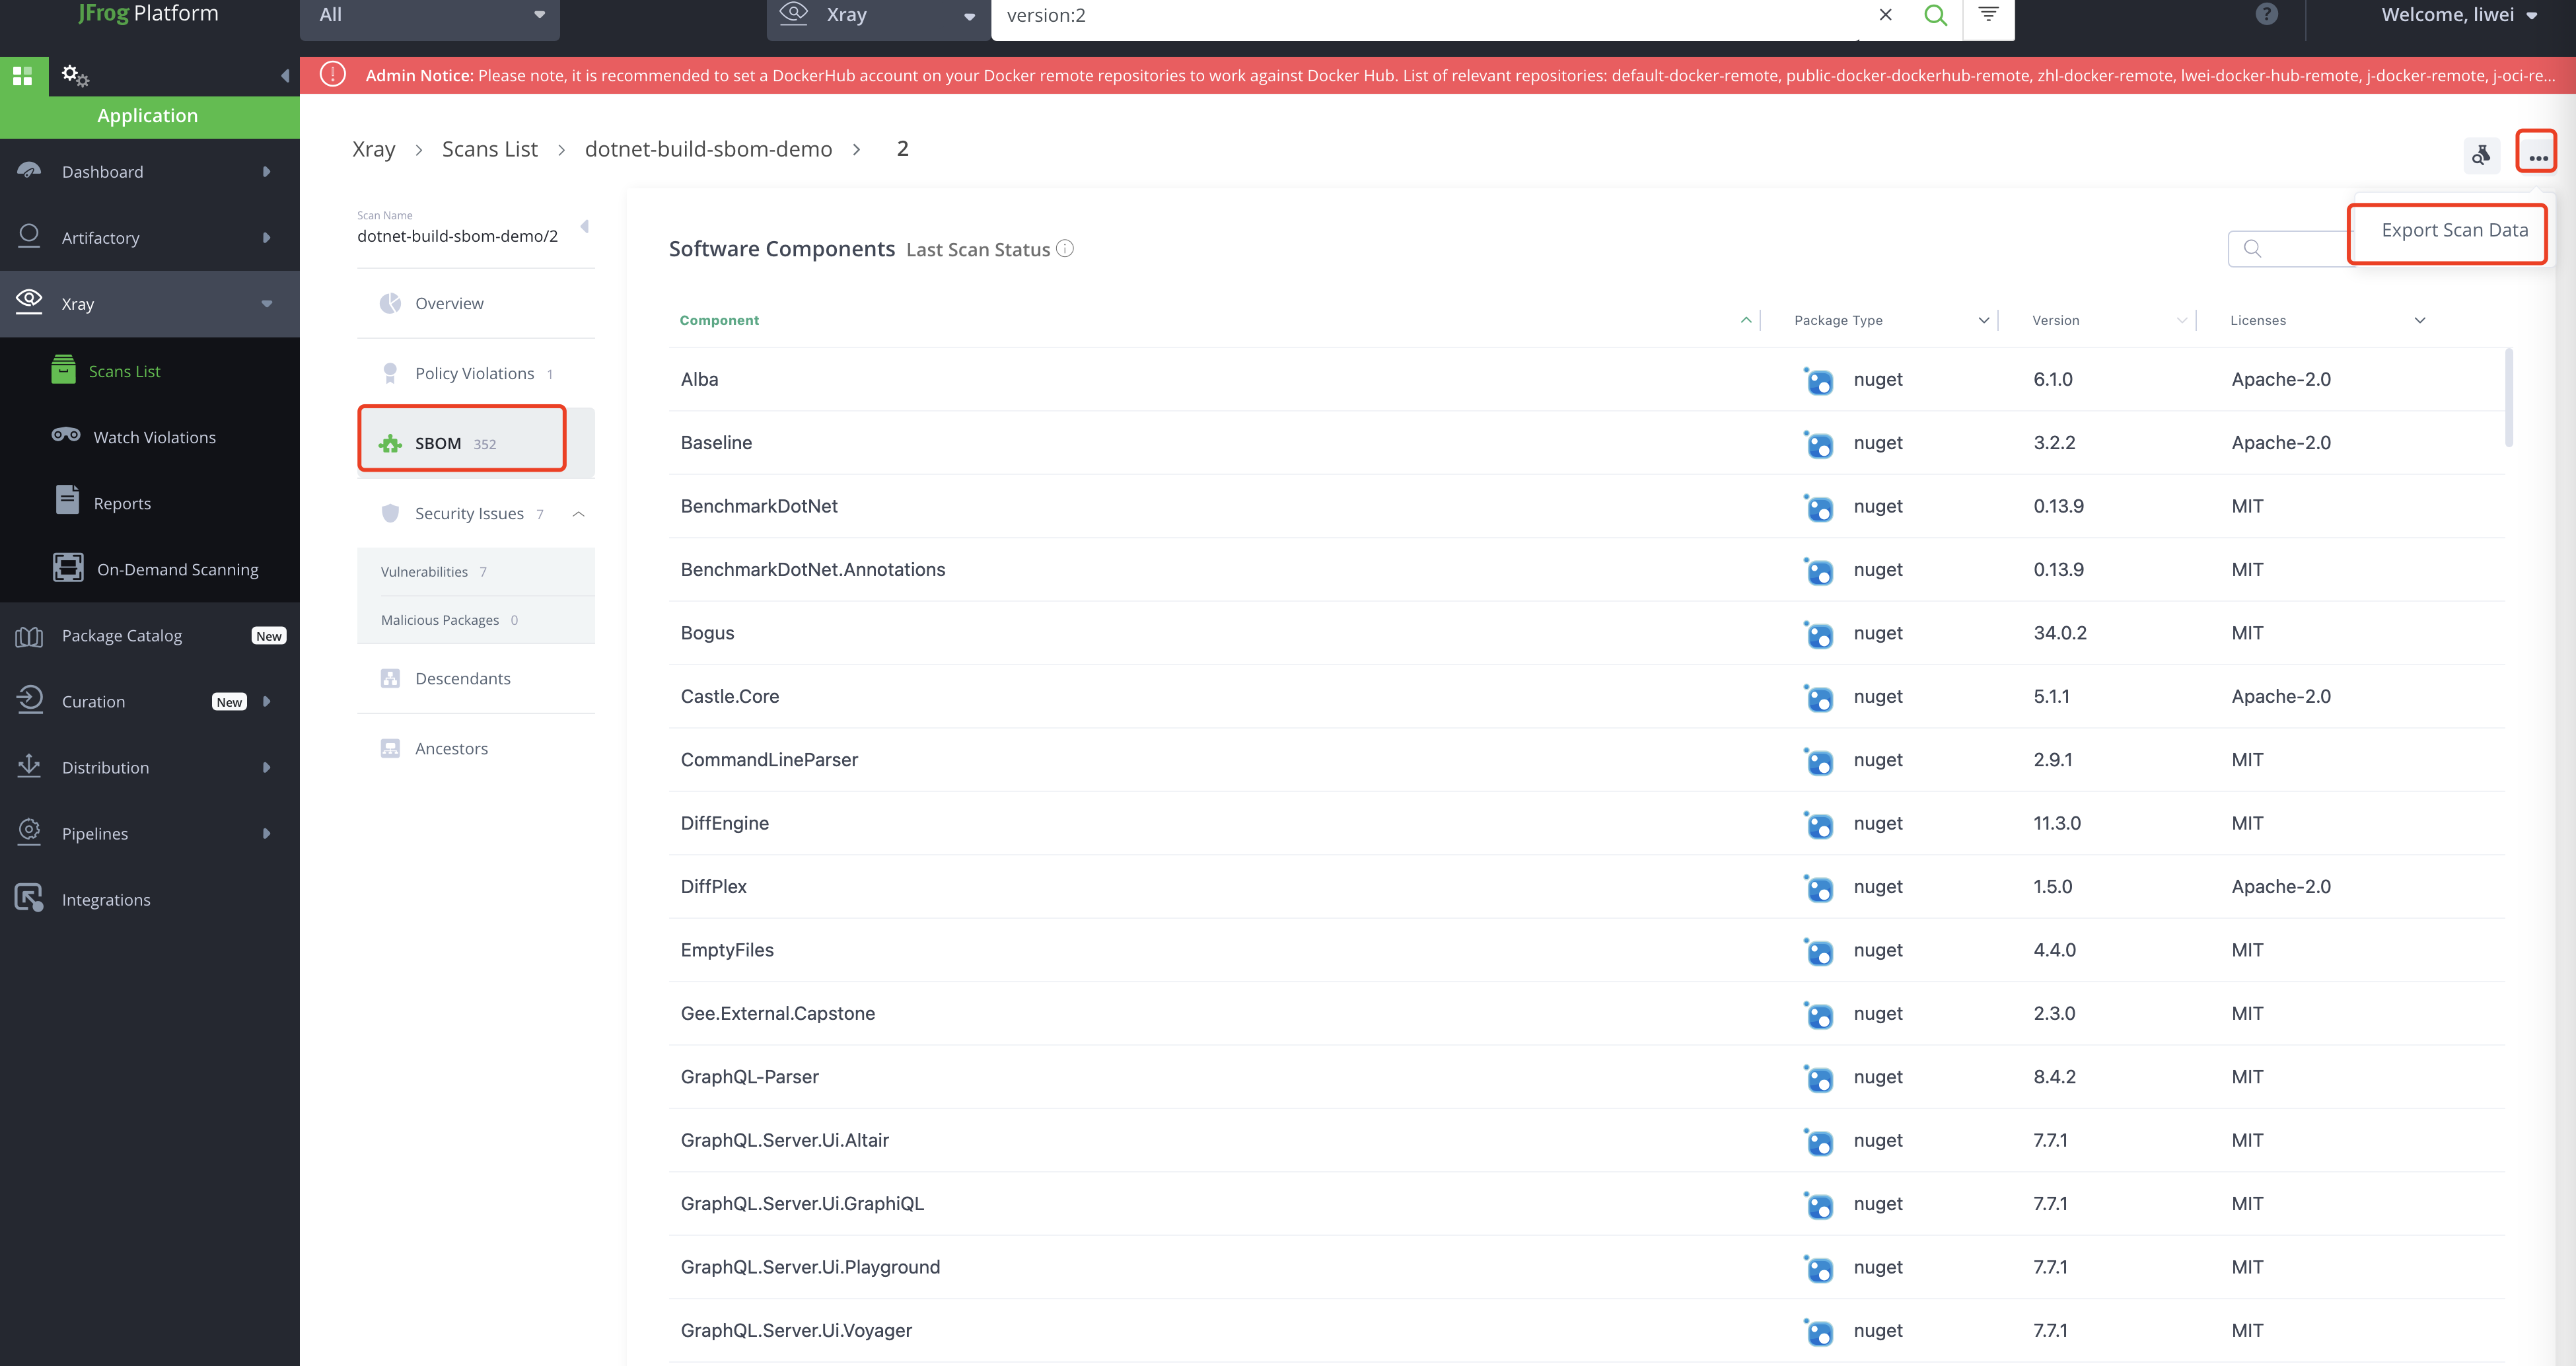 JFrog Platform
All
Xray
version:2
Welcome, liwei
Admin Notice: Please note, it is recommended to set a DockerHub account on your Docker remote repositories to work against Docker Hub. List of relevant repositories: default-docker-remote, public-docker-dockerhub-remote, zhl-docker-remote, lwei-docker-hub-remote, j-docker-remote, j-oci-re...
Application
Dashboard
Artifactory
Xray
Scans List
Watch Violations
Reports
On-Demand Scanning
Package Catalog New
Curation New
Distribution
Pipelines
Integrations
Xray > Scans List > dotnet-build-sbom-demo > 2
Export Scan Data
Scan Name
dotnet-build-sbom-demo/2
Overview
Policy Violations 1
SBOM 352
Security Issues 7
Vulnerabilities 7
Malicious Packages 0
Descendants
Ancestors
Software Components Last Scan Status
Component Package Type Version Licenses
Alba nuget 6.1.0 Apache-2.0
Baseline nuget 3.2.2 Apache-2.0
BenchmarkDotNet nuget 0.13.9 MIT
BenchmarkDotNet.Annotations nuget 0.13.9 MIT
Bogus nuget 34.0.2 MIT
Castle.Core nuget 5.1.1 Apache-2.0
CommandLineParser nuget 2.9.1 MIT
DiffEngine nuget 11.3.0 MIT
DiffPlex nuget 1.5.0 Apache-2.0
EmptyFiles nuget 4.4.0 MIT
Gee.External.Capstone nuget 2.3.0 MIT
GraphQL-Parser nuget 8.4.2 MIT
GraphQL.Server.Ui.Altair nuget 7.7.1 MIT
GraphQL.Server.Ui.GraphiQL nuget 7.7.1 MIT
GraphQL.Server.Ui.Playground nuget 7.7.1 MIT
GraphQL.Server.Ui.Voyager nuget 7.7.1 MIT